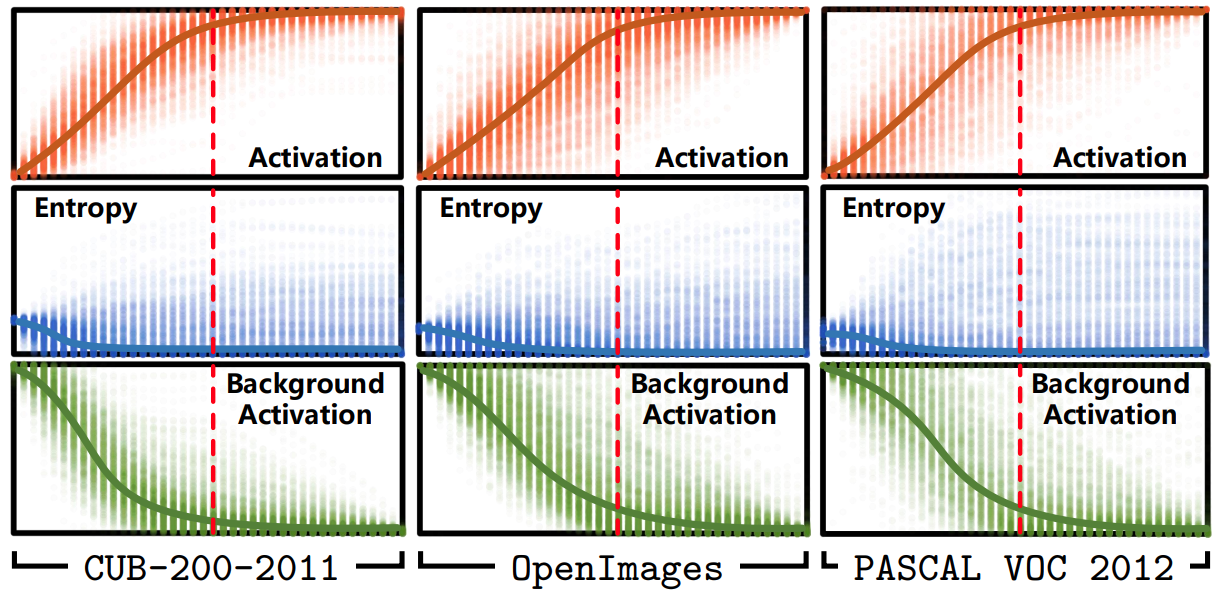 Activation
Activation
Activation
Entropy
Entropy
Entropy
Background
Activation
Background
Activation
Background
Activation
CUB-200-2011
OpenImages
PASCAL VOC 2012